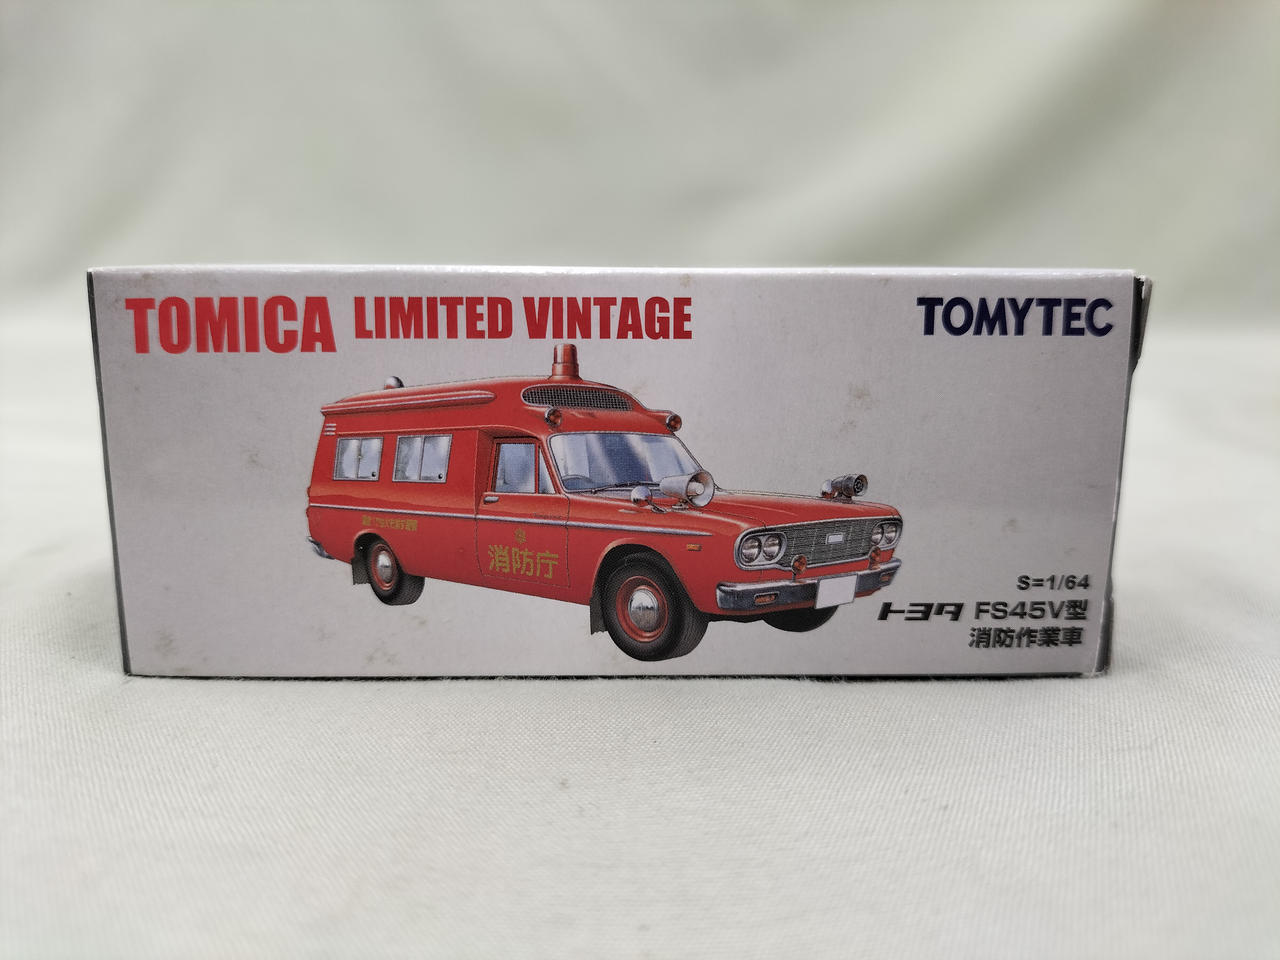 TOMICA LIMITED VINTAGE
TOMYTEC
消防庁
S=1/64
トヨタ FS45V型
消防作業車